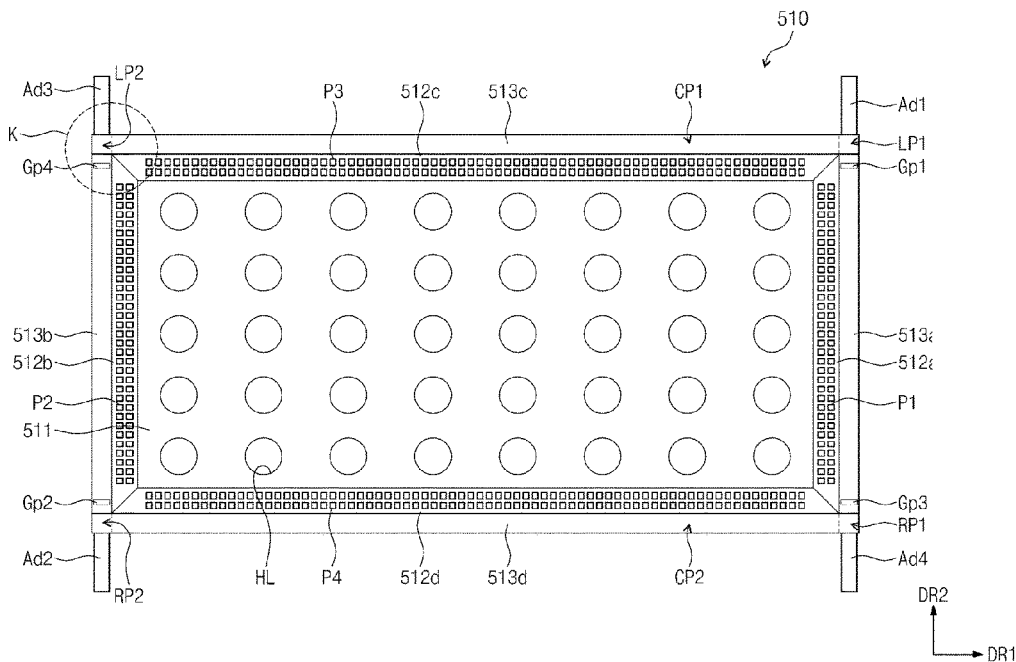 510
Ad3
LP2
P3
512c
513c
CP1
Ad1
K
LP1
Gp4
Gp1
513b
513a
512b
512a
P2
P1
511
Gp2
Gp3
RP1
Ad2
RP2
HL
P4
512d
513d
CP2
Ad4
DR2
DR1